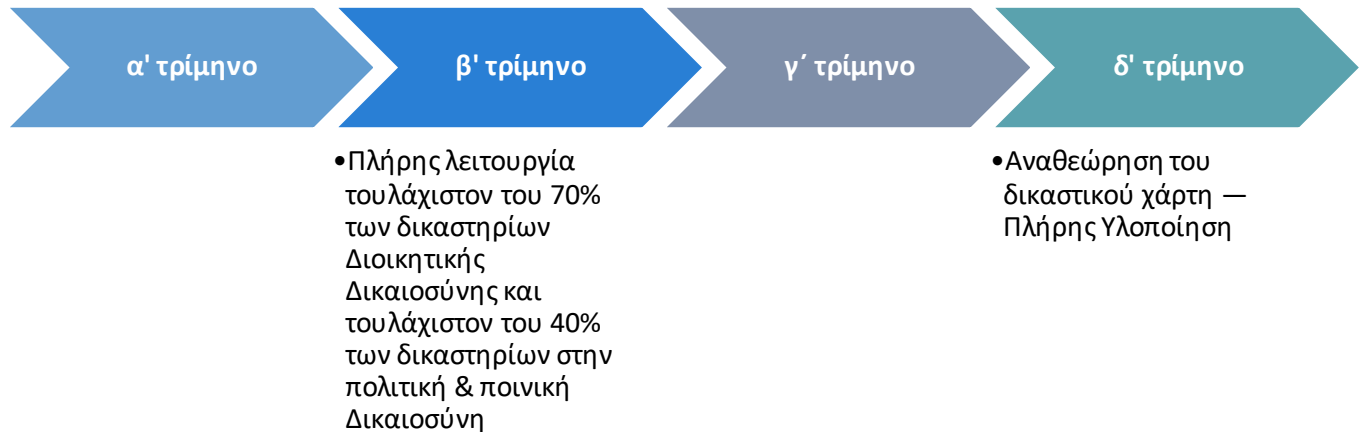 α' τρίμηνο
β' τρίμηνο
γ΄ τρίμηνο
δ' τρίμηνο
•Πλήρης λειτουργία
τουλάχιστον του 70%
των δικαστηρίων
Διοικητικής
Δικαιοσύνης και
τουλάχιστον του 40%
των δικαστηρίων στην
πολιτική & ποινική
Δικαιοσύνη
•Αναθεώρηση του
δικαστικού χάρτη —
Πλήρης Υλοποίηση